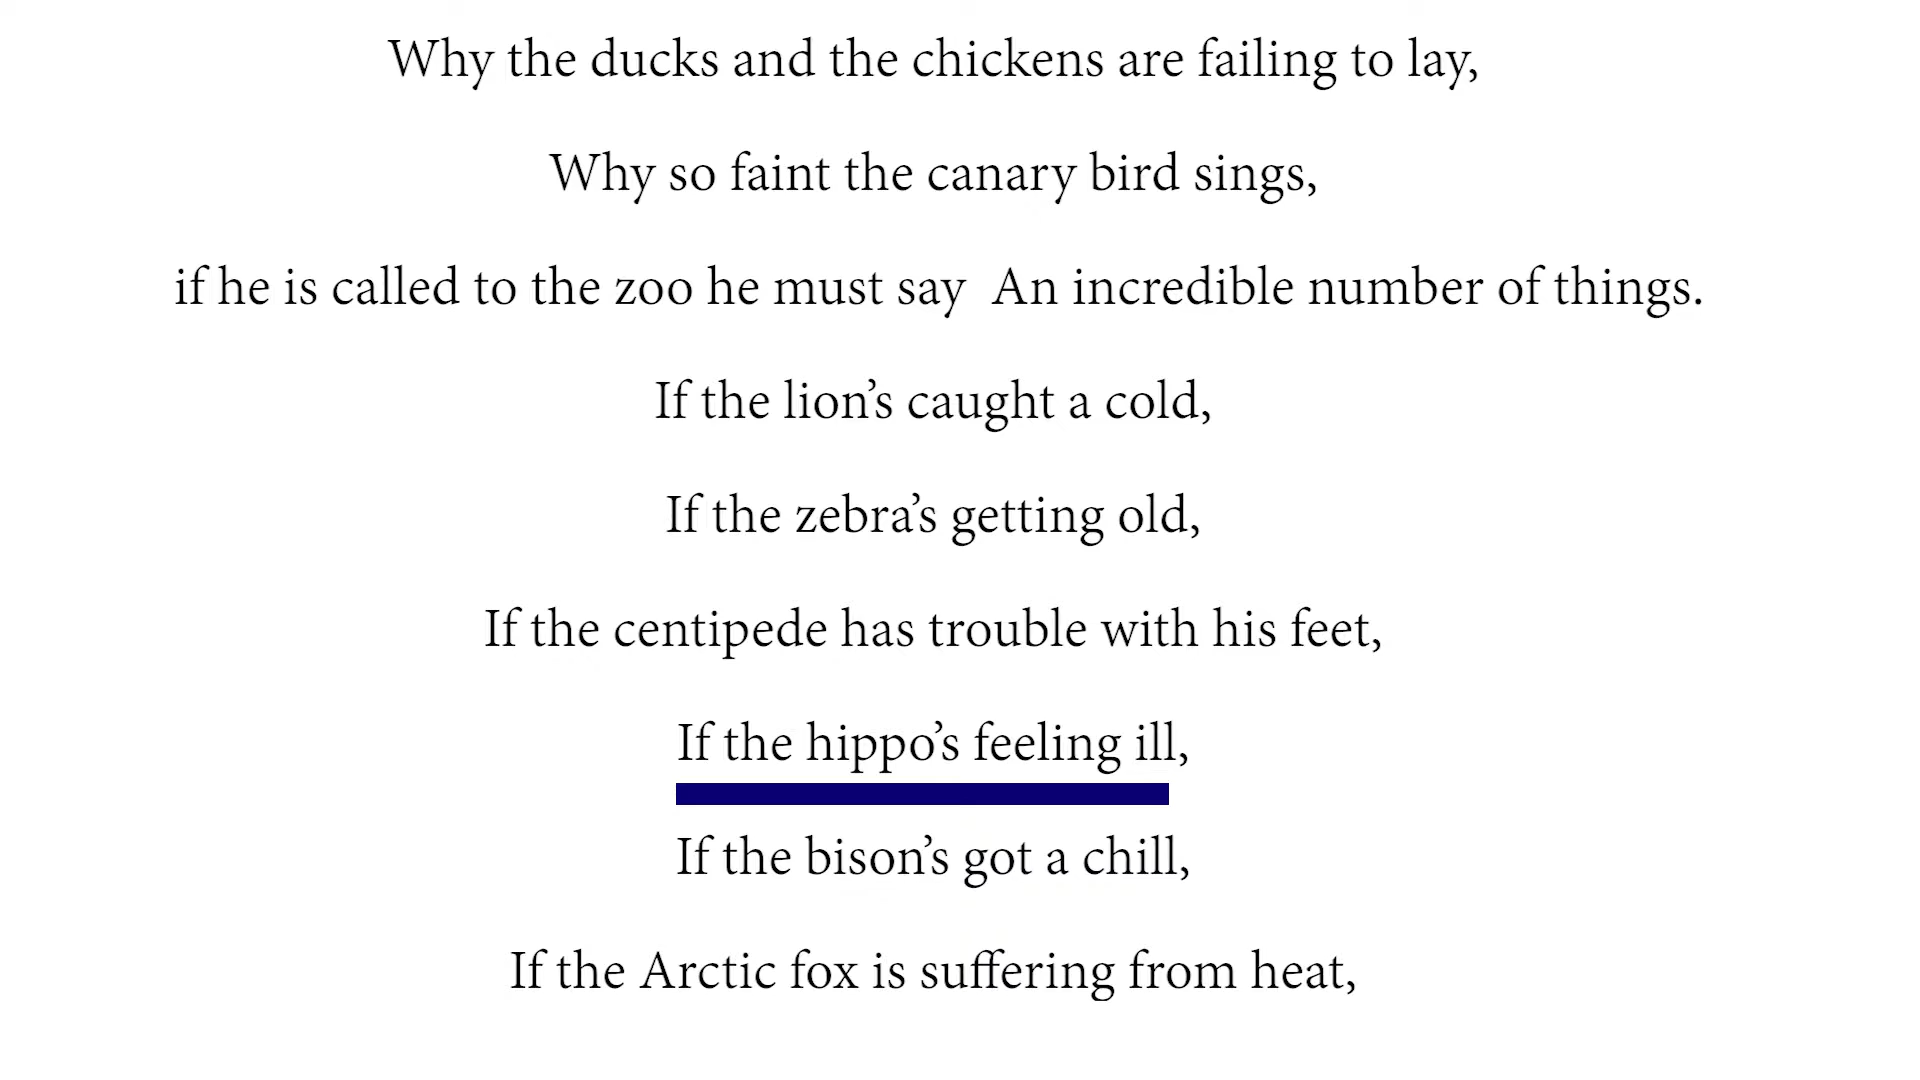 Why the ducks and the chickens are failing to lay,
Why so faint the canary bird sings,
if he is called to the zoo he must say  An incredible number of things.
If the lion’s caught a cold,
If the zebra’s getting old,
If the centipede has trouble with his feet,
If the hippo’s feeling ill,
If the bison’s got a chill,
If the Arctic fox is suffering from heat,